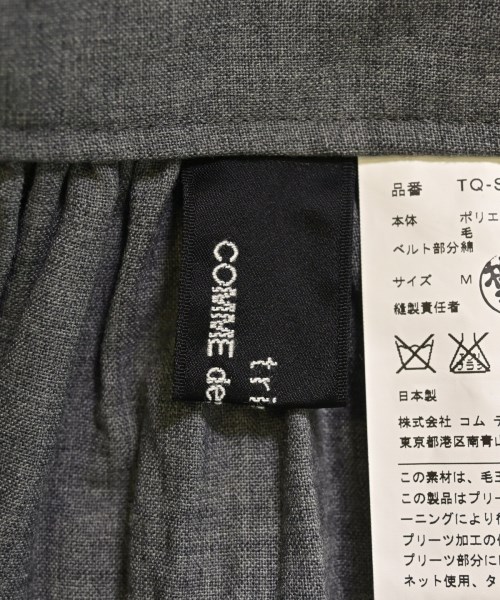 tri
COMME de
品番 TQ-S
本体 ポリエ
毛
ベルト部分 綿
サイズ M
縫製責任者
日本製
株式会社 コム デ
東京都港区南青山
この素材は、毛玉
この製品はプリー
ーニングにより
プリーツ加工の
プリーツ部分に
ネット使用、タ